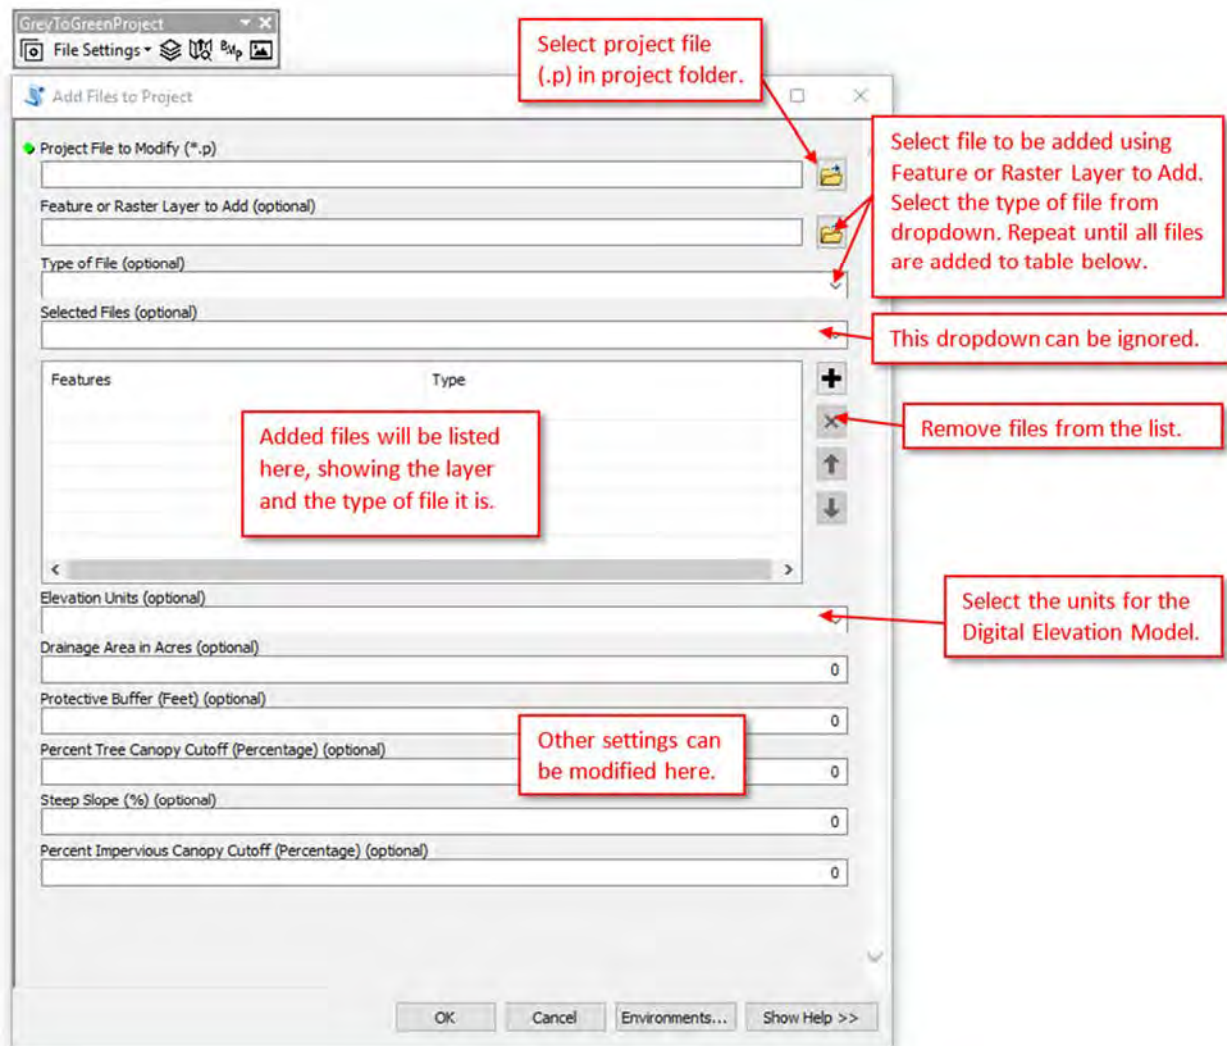 GreyToGreenProject
File Settings
BMP
Select project file
(.p) in project folder.
Add Files to Project
Project File to Modify (*.p)
Feature or Raster Layer to Add (optional)
Type of File (optional)
Selected Files (optional)
Select file to be added using
Feature or Raster Layer to Add.
Select the type of file from
dropdown. Repeat until all files
are added to table below.
This dropdown can be ignored.
Features
Type
Added files will be listed
here, showing the layer
and the type of file it is.
Remove files from the list.
Elevation Units (optional)
Select the units for the
Digital Elevation Model.
Drainage Area in Acres (optional)
0
Protective Buffer (Feet) (optional)
0
Other settings can
be modified here.
Percent Tree Canopy Cutoff (Percentage) (optional)
0
Steep Slope (%) (optional)
0
Percent Impervious Canopy Cutoff (Percentage) (optional)
0
OK
Cancel
Environments...
Show Help >>